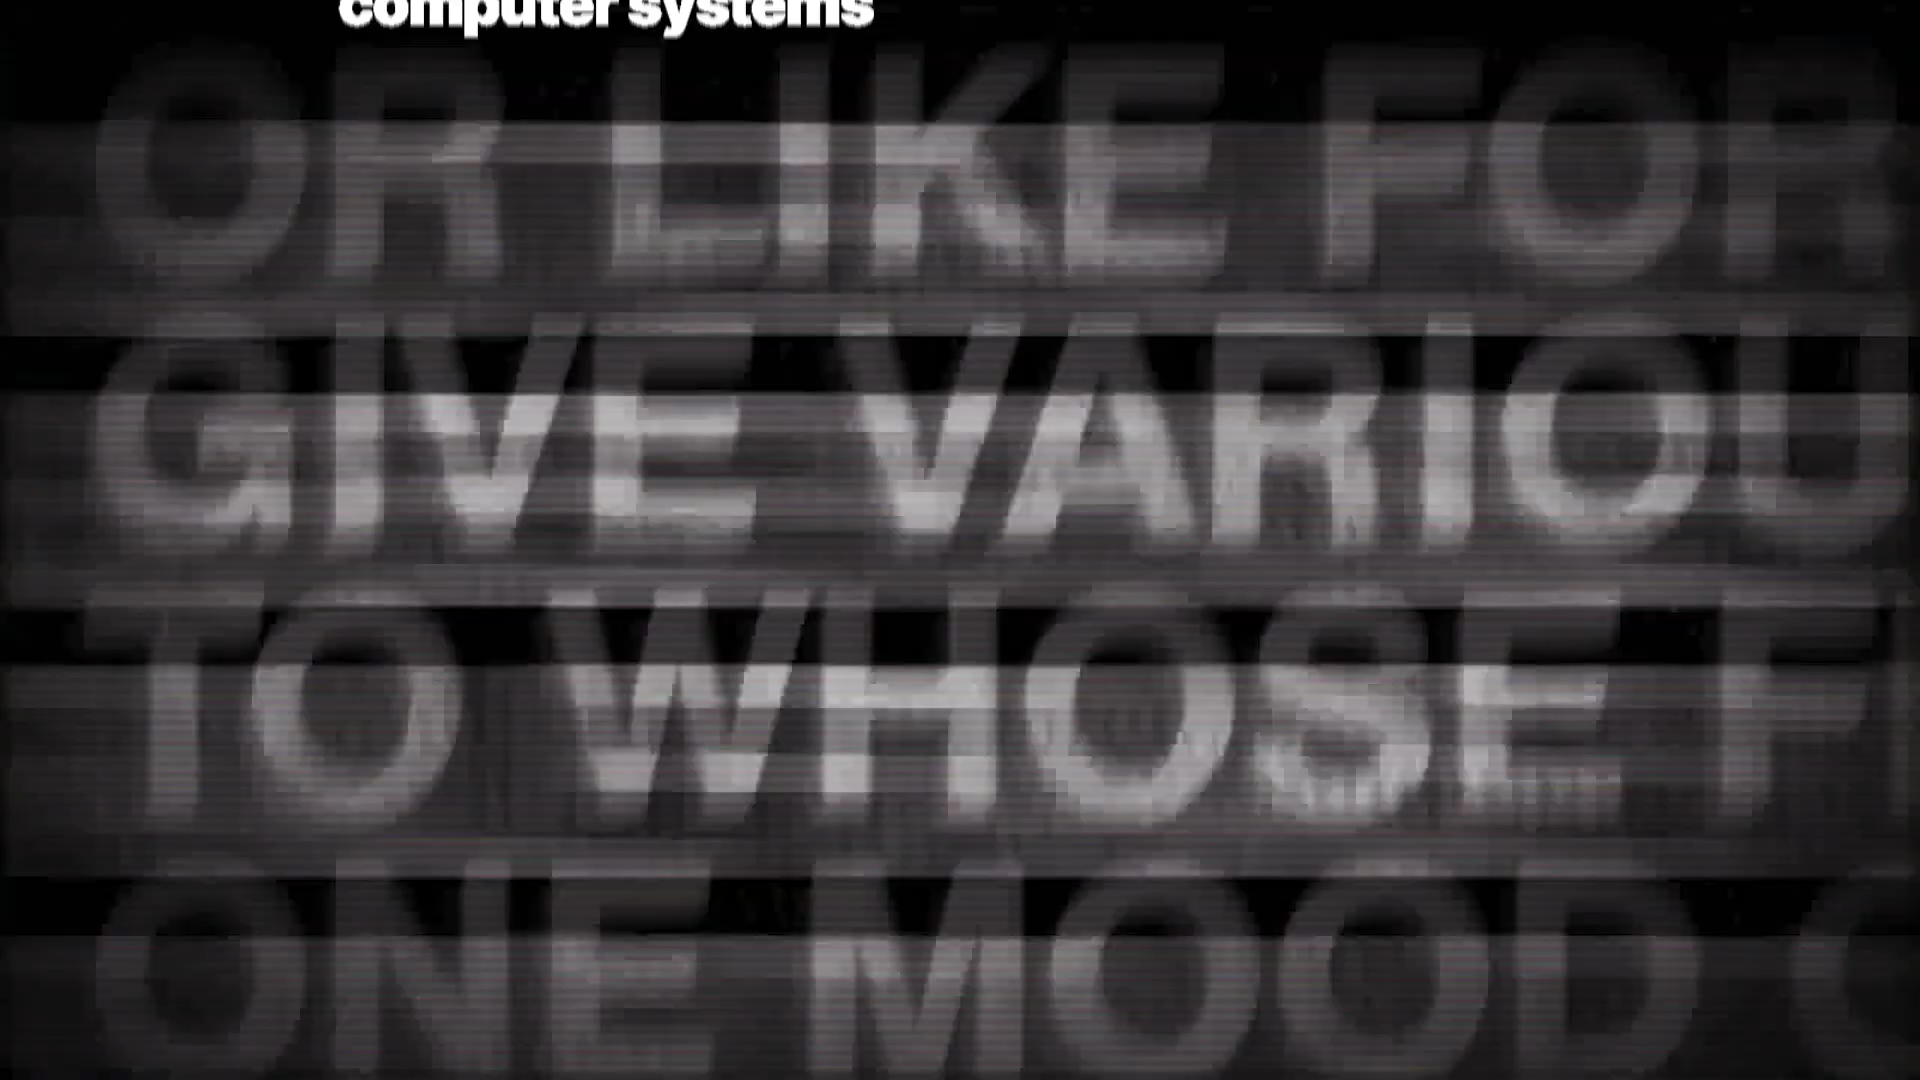 computer systems
OR LIKE FOR
GIVE VARIOU
TO WHOSE F
ONE MOOD